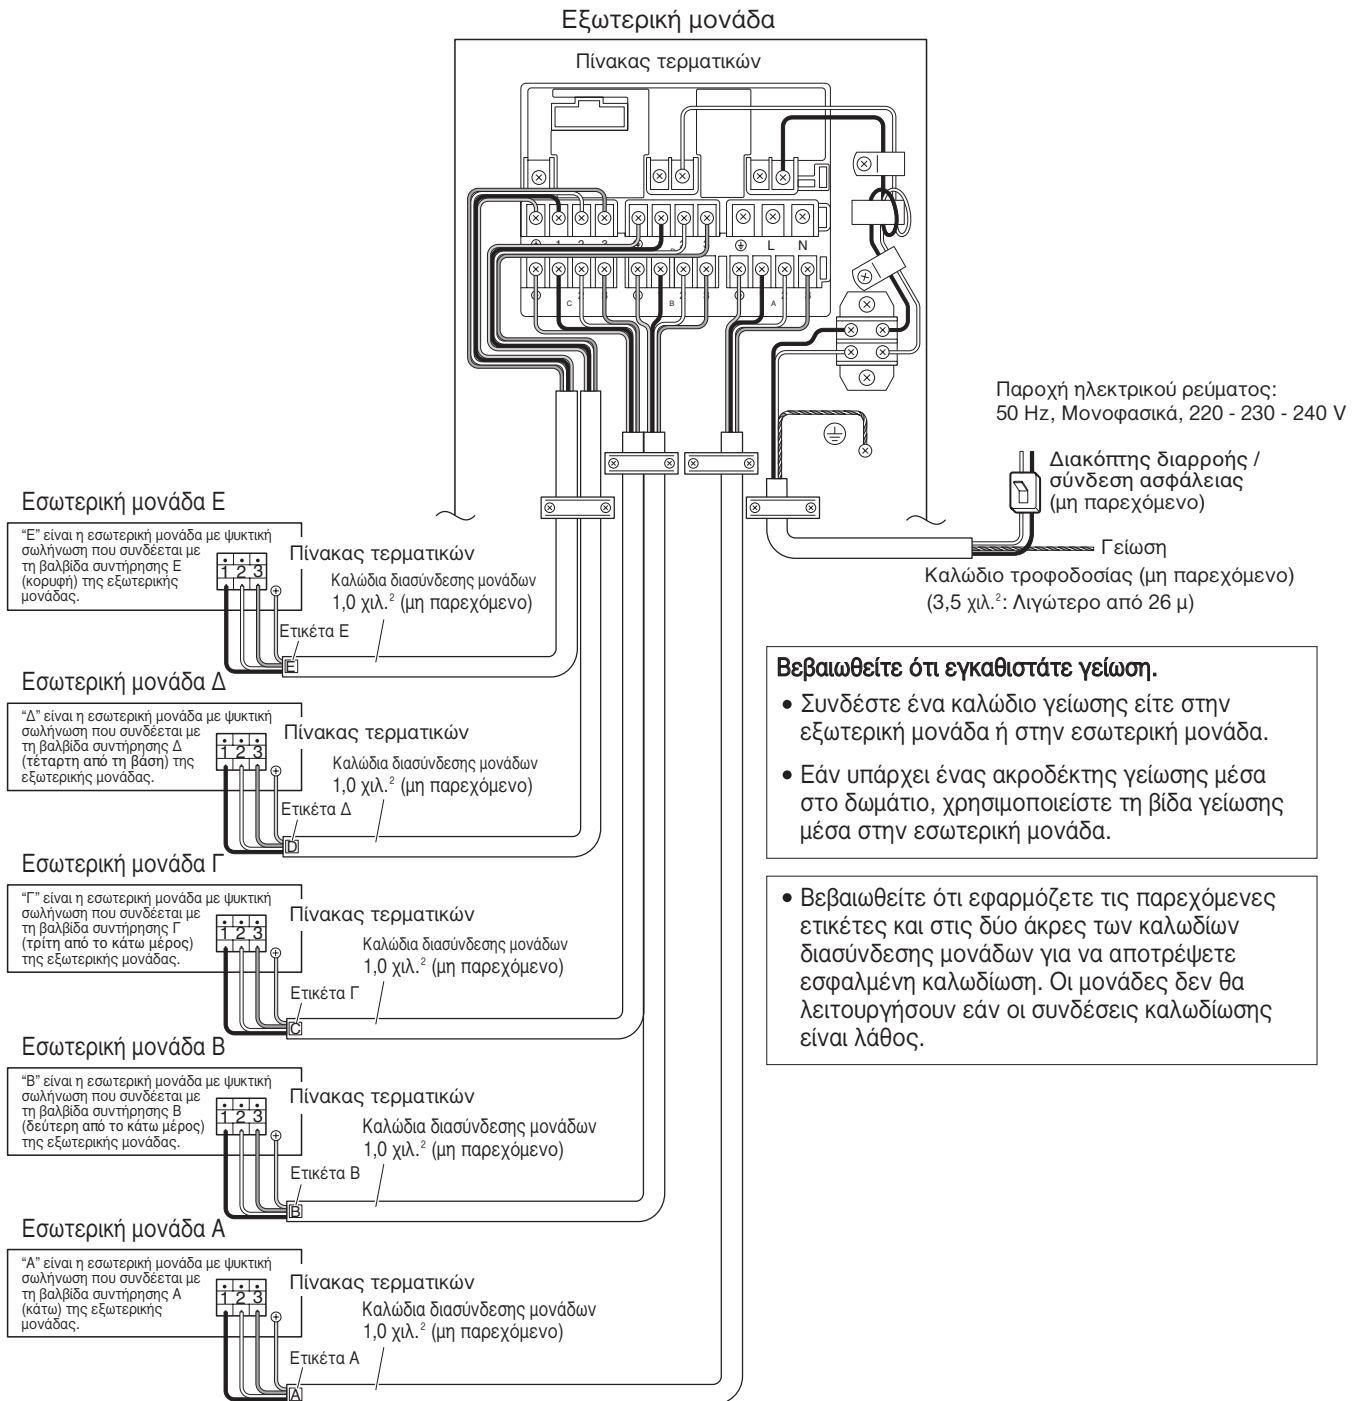 Εξωτερική μονάδα
Πίνακας τερματικών
1 2 3
L N
C
B
A
Παροχή ηλεκτρικού ρεύματος:
50 Hz, Μονοφασικά, 220 - 230 - 240 V
Διακόπτης διαρροής /
σύνδεση ασφάλειας
(μη παρεχόμενο)
Γείωση
Καλώδιο τροφοδοσίας (μη παρεχόμενο)
(3,5 χιλ.²: Λιγώτερο από 26 μ)
Εσωτερική μονάδα Ε
“Ε” είναι η εσωτερική μονάδα με ψυκτική
σωλήνωση που συνδέεται με
τη βαλβίδα συντήρησης Ε
(κορυφή) της εξωτερικής
μονάδας.
1 2 3
Πίνακας τερματικών
Καλώδια διασύνδεσης μονάδων
1,0 χιλ.² (μη παρεχόμενο)
Ετικέτα Ε
E
Εσωτερική μονάδα Δ
“Δ” είναι η εσωτερική μονάδα με ψυκτική
σωλήνωση που συνδέεται με
τη βαλβίδα συντήρησης Δ
(τέταρτη από τη βάση) της
εξωτερικής μονάδας.
1 2 3
Πίνακας τερματικών
Καλώδια διασύνδεσης μονάδων
1,0 χιλ.² (μη παρεχόμενο)
Ετικέτα Δ
D
Εσωτερική μονάδα Γ
“Γ” είναι η εσωτερική μονάδα με ψυκτική
σωλήνωση που συνδέεται με
τη βαλβίδα συντήρησης Γ
(τρίτη από το κάτω μέρος)
της εξωτερικής μονάδας.
1 2 3
Πίνακας τερματικών
Καλώδια διασύνδεσης μονάδων
1,0 χιλ.² (μη παρεχόμενο)
Ετικέτα Γ
C
Εσωτερική μονάδα Β
“Β” είναι η εσωτερική μονάδα με ψυκτική
σωλήνωση που συνδέεται με
τη βαλβίδα συντήρησης Β
(δεύτερη από το κάτω μέρος)
της εξωτερικής μονάδας.
1 2 3
Πίνακας τερματικών
Καλώδια διασύνδεσης μονάδων
1,0 χιλ.² (μη παρεχόμενο)
Ετικέτα Β
B
Εσωτερική μονάδα Α
“Α” είναι η εσωτερική μονάδα με ψυκτική
σωλήνωση που συνδέεται με
τη βαλβίδα συντήρησης Α
(κάτω) της εξωτερικής
μονάδας.
1 2 3
Πίνακας τερματικών
Καλώδια διασύνδεσης μονάδων
1,0 χιλ.² (μη παρεχόμενο)
Ετικέτα Α
A
Βεβαιωθείτε ότι εγκαθιστάτε γείωση.
• Συνδέστε ένα καλώδιο γείωσης είτε στην
εξωτερική μονάδα ή στην εσωτερική μονάδα.
• Εάν υπάρχει ένας ακροδέκτης γείωσης μέσα
στο δωμάτιο, χρησιμοποιείστε τη βίδα γείωσης
μέσα στην εσωτερική μονάδα.
• Βεβαιωθείτε ότι εφαρμόζετε τις παρεχόμενες
ετικέτες και στις δύο άκρες των καλωδίων
διασύνδεσης μονάδων για να αποτρέψετε
εσφαλμένη καλωδίωση. Οι μονάδες δεν θα
λειτουργήσουν εάν οι συνδέσεις καλωδίωσης
είναι λάθος.